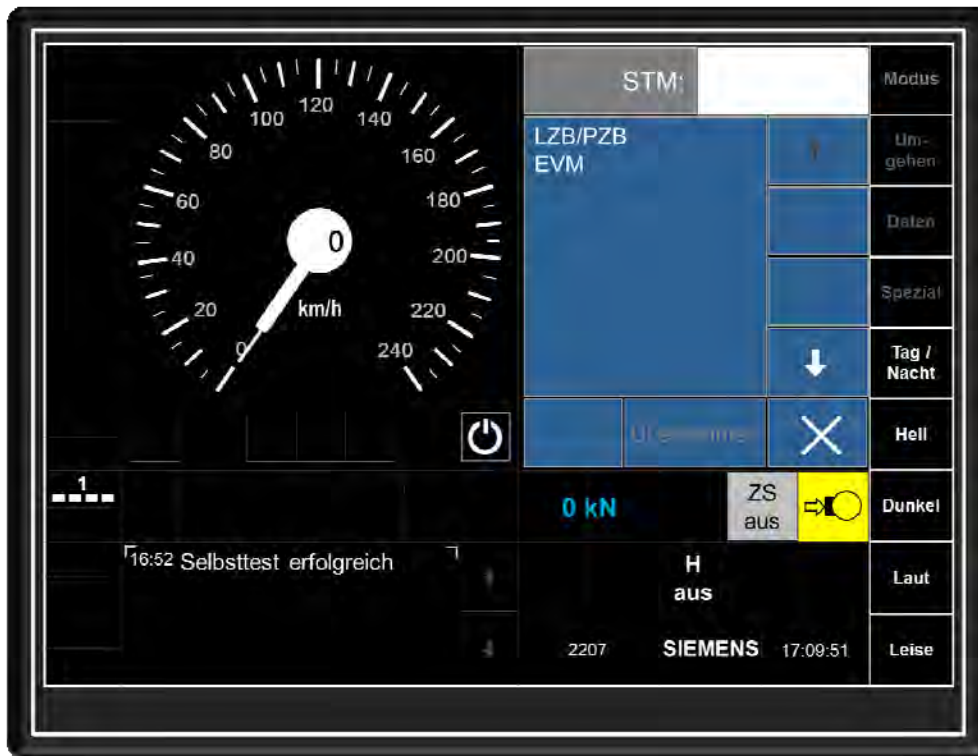 STM:
Modus
LZB/PZB
EVM
Um-
gehen
Daten
Spezial
Tag /
Nacht
Hell
Dunkel
Laut
Leise
0
20
40
60
80
100
120
140
160
180
200
220
240
0
km/h
1
0 kN
ZS
aus
16:52 Selbsttest erfolgreich
H
aus
2207
SIEMENS
17:09:51